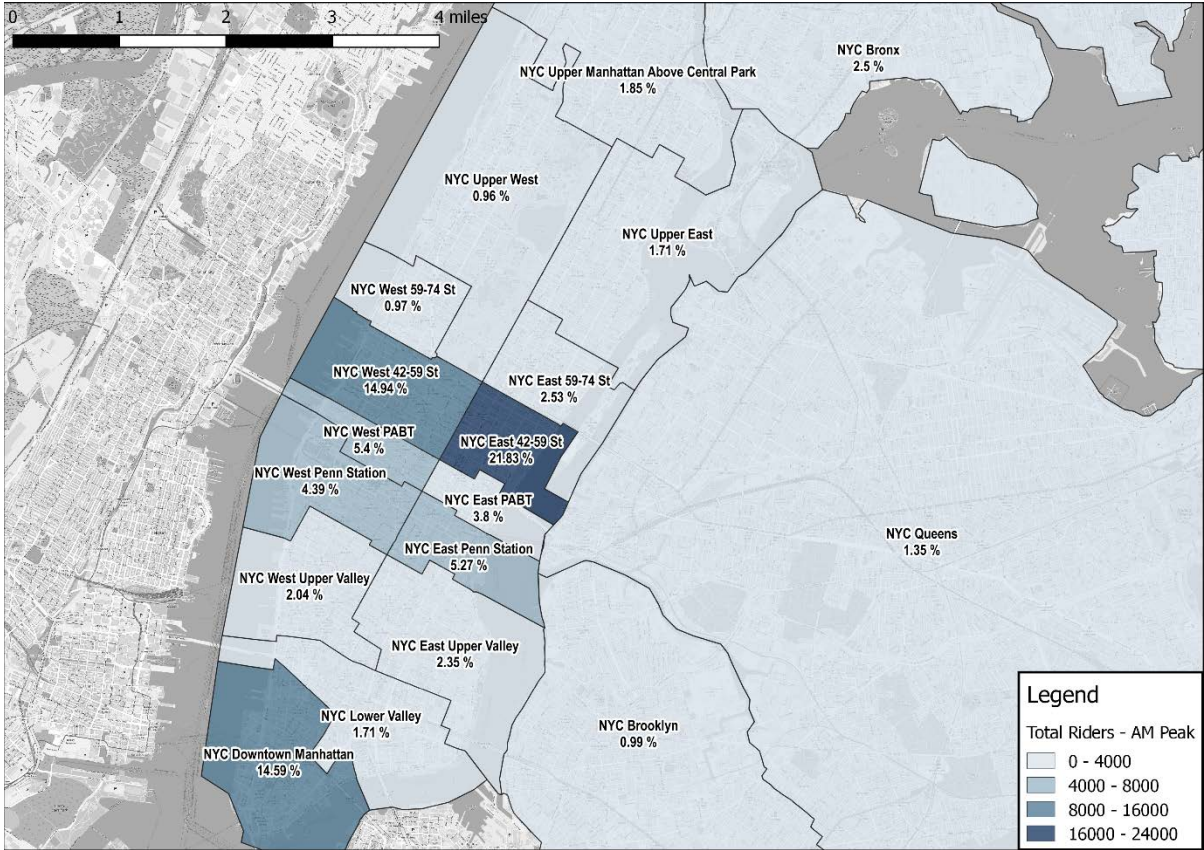 0 1 2 3 4 miles
NYC Bronx
2.5 %
NYC Upper Manhattan Above Central Park
1.85 %
NYC Upper West
0.96 %
NYC Upper East
1.71 %
NYC West 59-74 St
0.97 %
NYC West 42-59 St
14.94 %
NYC East 59-74 St
2.53 %
NYC West PABT
5.4 %
NYC East 42-59 St
21.83 %
NYC West Penn Station
4.39 %
NYC East PABT
3.8 %
NYC East Penn Station
5.27 %
NYC Queens
1.35 %
NYC West Upper Valley
2.04 %
NYC East Upper Valley
2.35 %
NYC Lower Valley
1.71 %
NYC Brooklyn
0.99 %
NYC Downtown Manhattan
14.59 %
Legend
Total Riders - AM Peak
0 - 4000
4000 - 8000
8000 - 16000
16000 - 24000